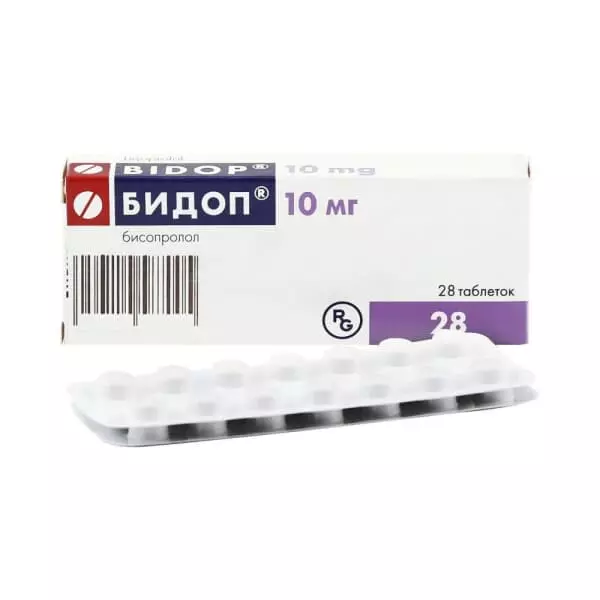 BIDOP® 10 mg
БИДОП® 10 мг
бисопролол
28 таблеток
RG
28